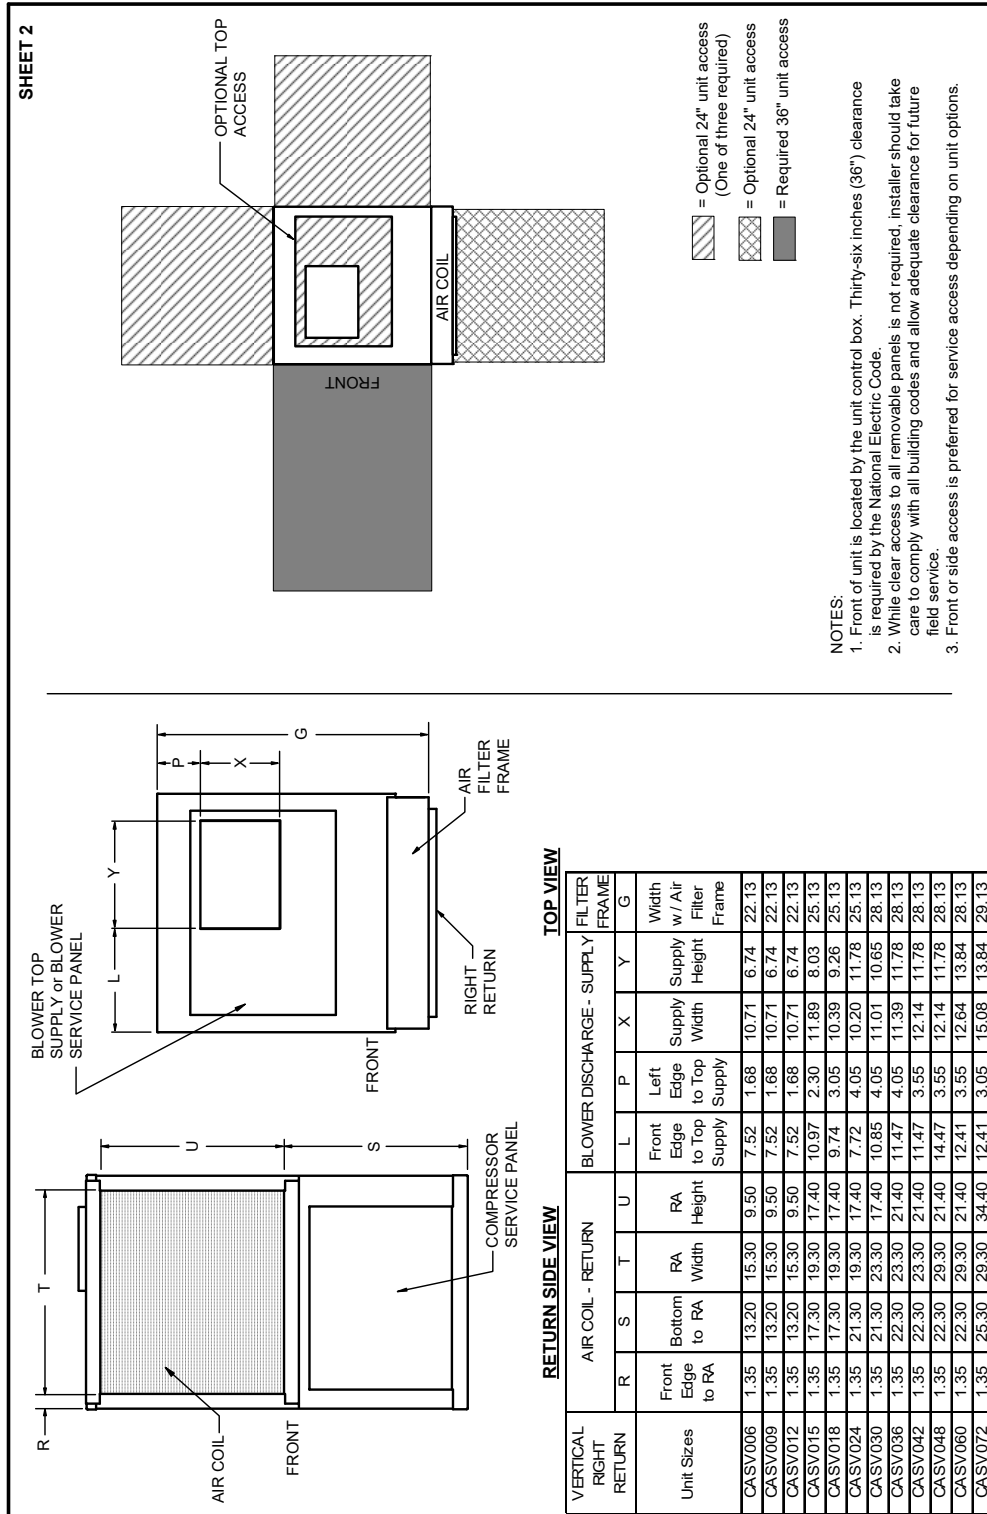 SHEET 2
R
T
U
S
AIR COIL
FRONT
COMPRESSOR
SERVICE PANEL
RETURN SIDE VIEW
BLOWER TOP
SUPPLY or BLOWER
SERVICE PANEL
L
Y
P
X
G
FRONT
RIGHT
RETURN
AIR
FILTER
FRAME
TOP VIEW
OPTIONAL TOP
ACCESS
FRONT
AIR COIL
= Optional 24" unit access
(One of three required)
= Optional 24" unit access
= Required 36" unit access
NOTES:
1. Front of unit is located by the unit control box. Thirty-six inches (36") clearance
is required by the National Electric Code.
2. While clear access to all removable panels is not required, installer should take
care to comply with all building codes and allow adequate clearance for future
field service.
3. Front or side access is preferred for service access depending on unit options.
VERTICAL
RIGHT
RETURN
AIR COIL - RETURN
BLOWER DISCHARGE - SUPPLY
FILTER
FRAME
R S T U L P X Y G
Unit Sizes
Front
Edge
to RA
Bottom
to RA
RA
Width
RA
Height
Front
Edge
to Top
Supply
Left
Edge
to Top
Supply
Supply
Width
Supply
Height
Width
w / Air
Filter
Frame
CASV006 1.35 13.20 15.30 9.50 7.52 1.68 10.71 6.74 22.13
CASV009 1.35 13.20 15.30 9.50 7.52 1.68 10.71 6.74 22.13
CASV012 1.35 13.20 15.30 9.50 7.52 1.68 10.71 6.74 22.13
CASV015 1.35 17.30 19.30 17.40 10.97 2.30 11.89 8.03 25.13
CASV018 1.35 17.30 19.30 17.40 9.74 3.05 10.39 9.26 25.13
CASV024 1.35 21.30 19.30 17.40 7.72 4.05 10.20 11.78 25.13
CASV030 1.35 21.30 23.30 17.40 10.85 4.05 11.01 10.65 28.13
CASV036 1.35 22.30 23.30 21.40 11.47 4.05 11.39 11.78 28.13
CASV042 1.35 22.30 23.30 21.40 11.47 3.55 12.14 11.78 28.13
CASV048 1.35 22.30 29.30 21.40 14.47 3.55 12.14 11.78 28.13
CASV060 1.35 22.30 29.30 21.40 12.41 3.55 12.64 13.84 28.13
CASV072 1.35 25.30 29.30 34.40 12.41 3.05 15.08 13.84 29.13